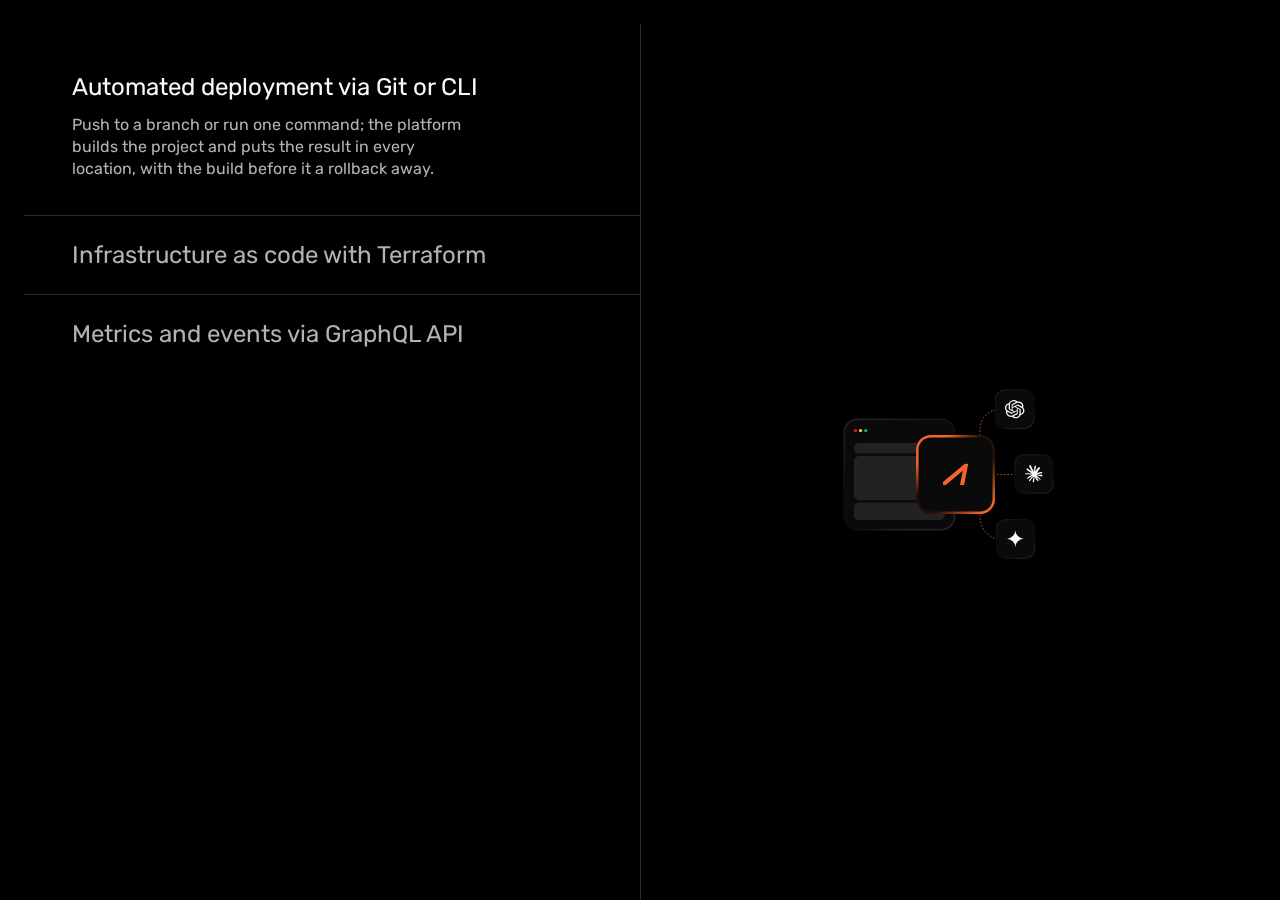 Automated deployment via Git or CLI
Push to a branch or run one command; the platform
builds the project and puts the result in every
location, with the build before it a rollback away.
Infrastructure as code with Terraform
Metrics and events via GraphQL API